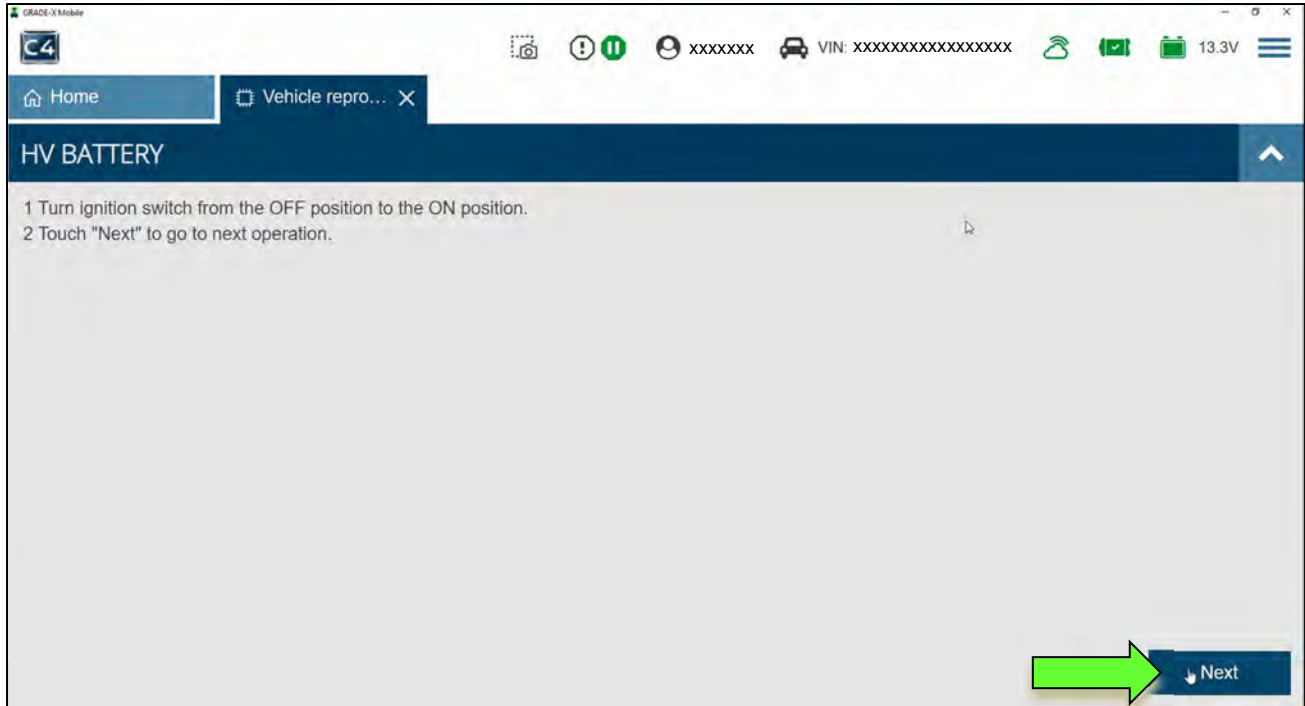 GRADE-X Mobile
C4
xxxxxxx
VIN: xxxxxxxxxxxxxxxxx
13.3V
Home
Vehicle repro...
HV BATTERY
1 Turn ignition switch from the OFF position to the ON position.
2 Touch "Next" to go to next operation.
Next